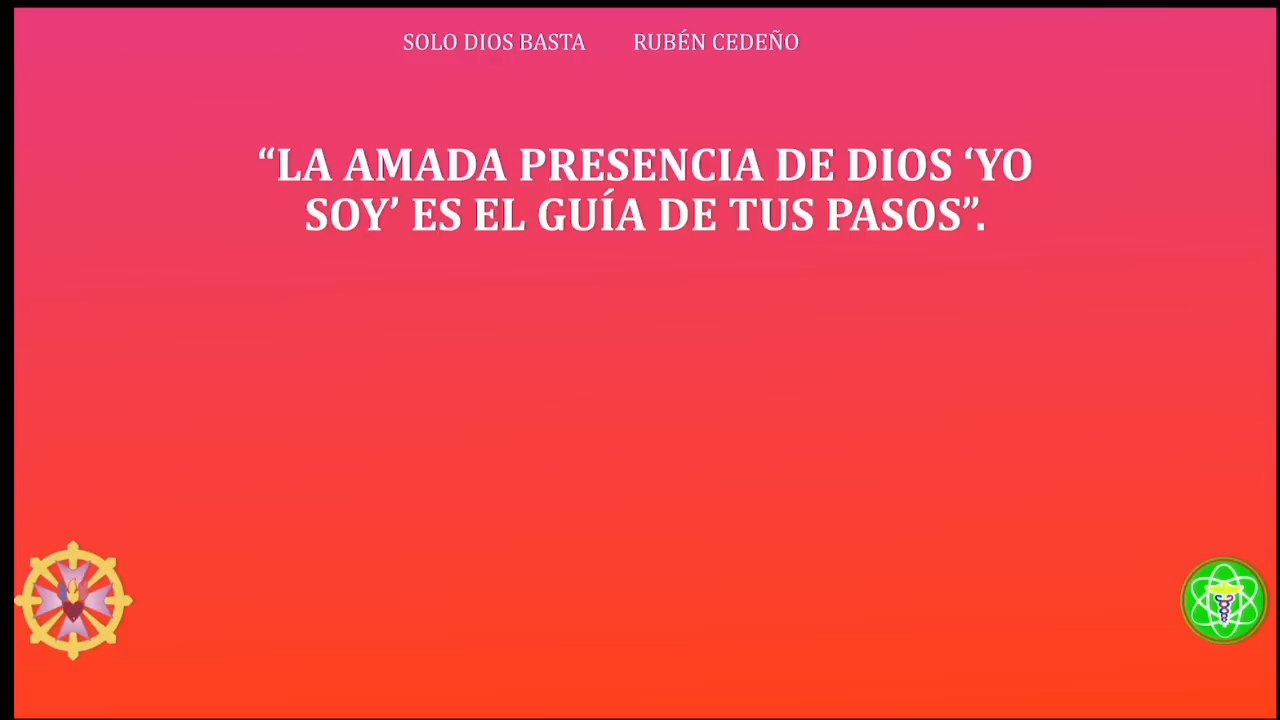 SOLO DIOS BASTA RUBÉN CEDEÑO
“LA AMADA PRESENCIA DE DIOS ‘YO
SOY’ ES EL GUÍA DE TUS PASOS”.